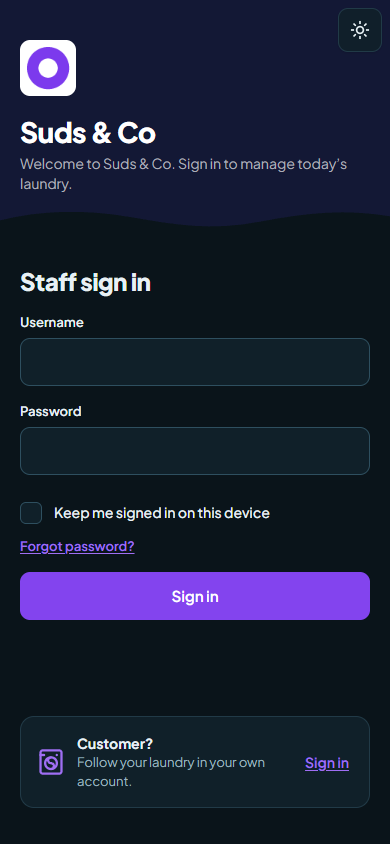 Suds & Co
Welcome to Suds & Co. Sign in to manage today’s
laundry.
Staff sign in
Username
Password
Keep me signed in on this device
Forgot password?
Sign in
Customer?
Follow your laundry in your own
account.
Sign in